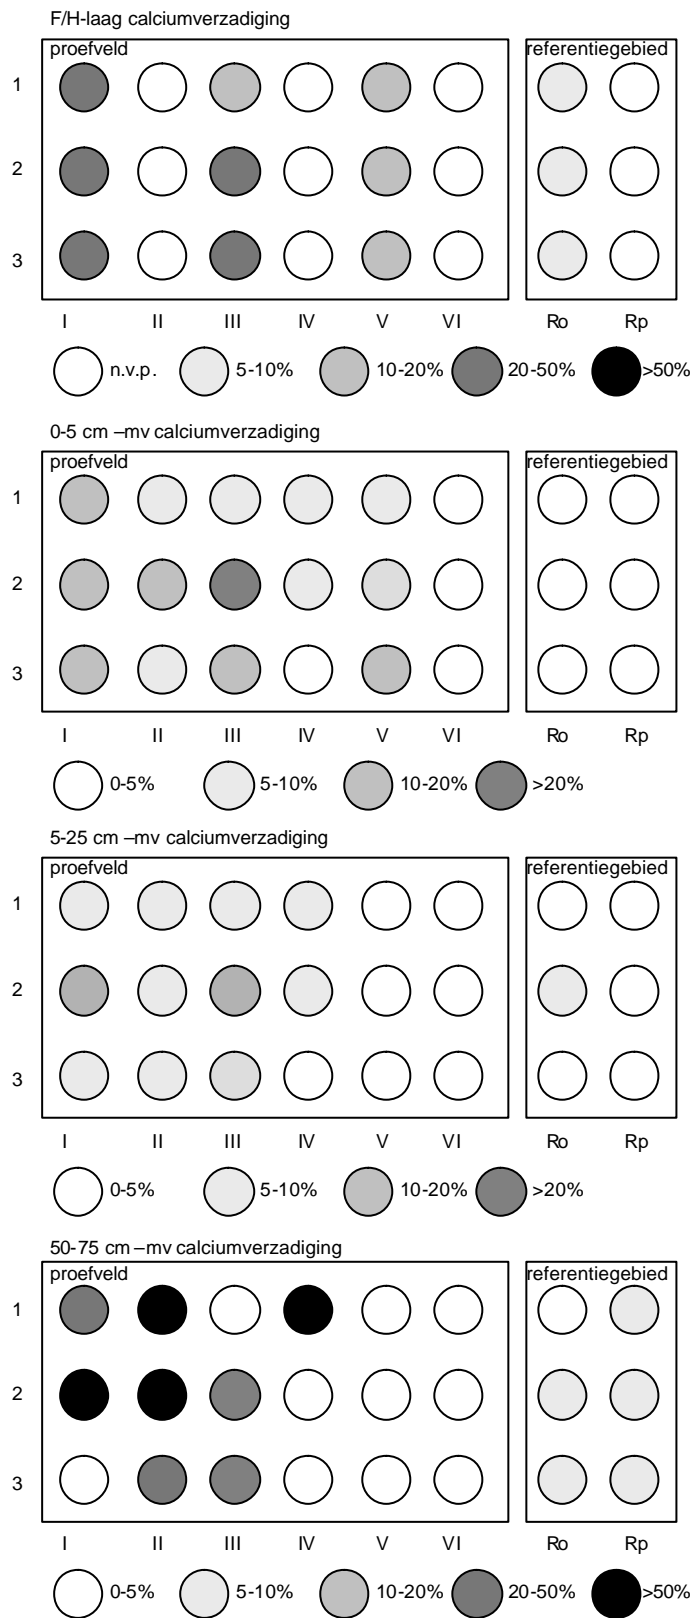 F/H-laag calciumverzadiging
proefveld referentiegebied
1
2
3
I II III IV V VI Ro Rp
n.v.p. 5-10% 10-20% 20-50% >50%
0-5 cm –mv calciumverzadiging
proefveld referentiegebied
1
2
3
I II III IV V VI Ro Rp
0-5% 5-10% 10-20% >20%
5-25 cm –mv calciumverzadiging
proefveld referentiegebied
1
2
3
I II III IV V VI Ro Rp
0-5% 5-10% 10-20% >20%
50-75 cm –mv calciumverzadiging
proefveld referentiegebied
1
2
3
I II III IV V VI Ro Rp
0-5% 5-10% 10-20% 20-50% >50%